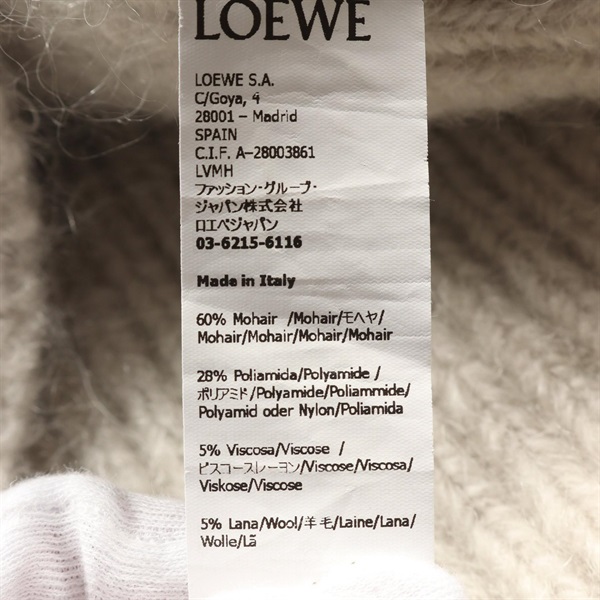 LOEWE
LOEWE S.A.
C/Goya, 4
28001 – Madrid
SPAIN
C.I.F. A-28003861
LVMH
ファッション・グループ・
ジャパン株式会社
ロエベジャパン
03-6215-6116
Made in Italy
60% Mohair /Mohair/モヘヤ/
Mohair/Mohair/Mohair/Mohair
28% Poliamida/Polyamide /
ポリアミド/Polyamide/Poliammide/
Polyamid oder Nylon/Poliamida
5% Viscosa/Viscose /
ビスコースレーヨン/Viscose/Viscosa/
Viskose/Viscose
5% Lana/Wool/羊毛/Laine/Lana/
Wolle/Lã